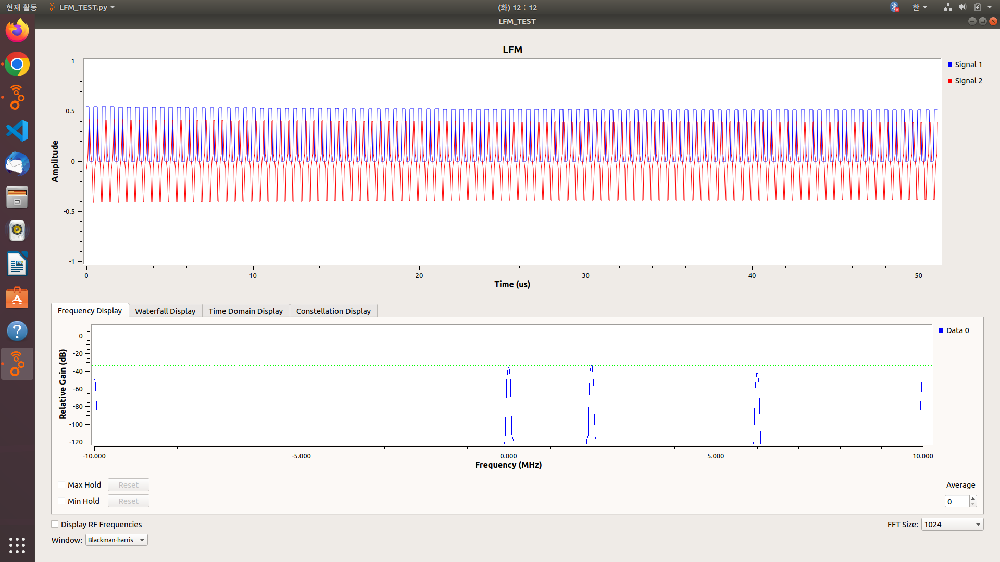 현재 활동 LFM_TEST.py (화) 12 : 12 한
LFM_TEST
LFM
Signal 1
Signal 2
Amplitude
1
0.5
0
-0.5
-1
0 10 20 30 40 50
Time (us)
Frequency Display Waterfall Display Time Domain Display Constellation Display
Data 0
Relative Gain (dB)
0
-20
-40
-60
-80
-100
-120
-10.000 -5.000 0.000 5.000 10.000
Frequency (MHz)
Max Hold Reset Average
Min Hold Reset 0
Display RF Frequencies FFT Size: 1024
Window: Blackman-harris